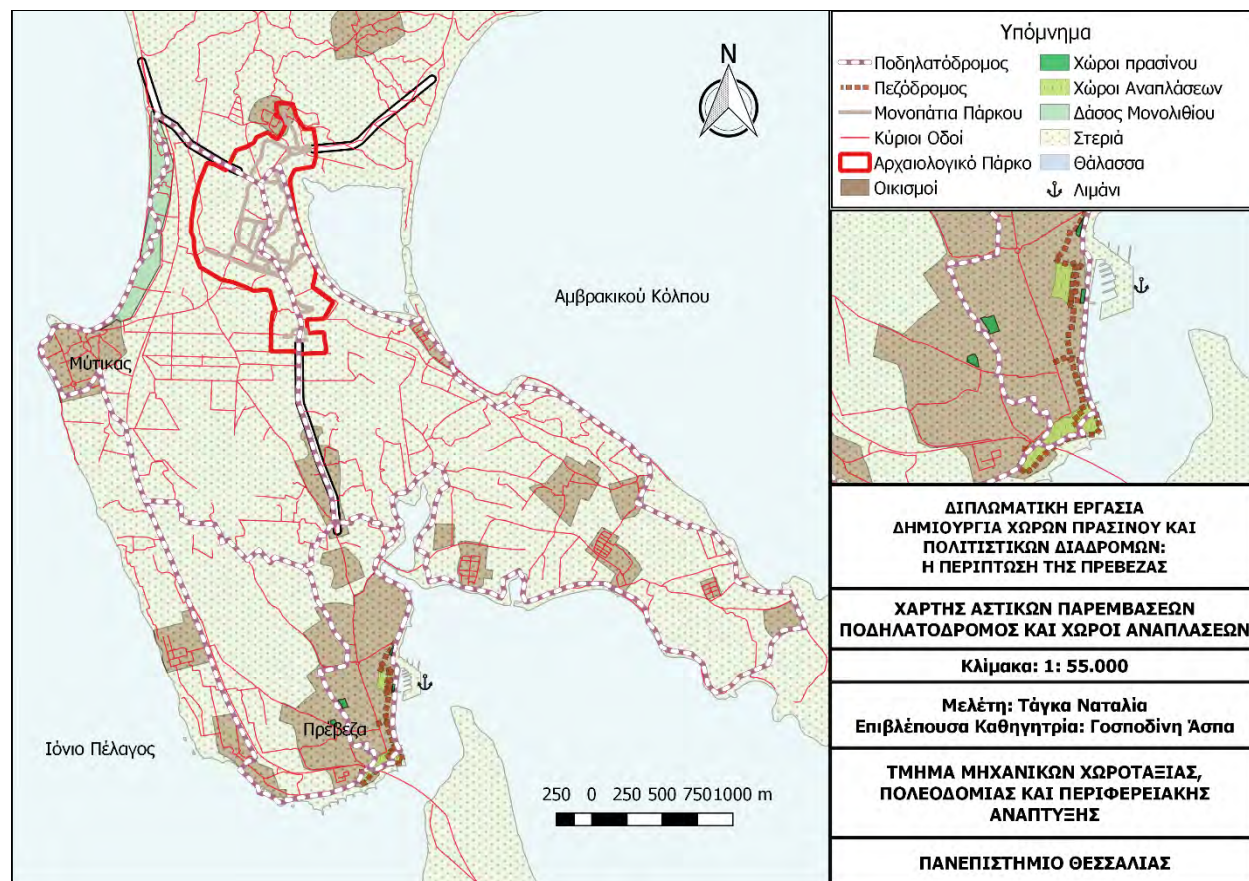 Αμβρακικού Κόλπου
Μύτικας
Πρέβεζα
Ιόνιο Πέλαγος
N
250 0 250 500 750 1000 m
Υπόμνημα
Ποδηλατόδρομος
Πεζόδρομος
Μονοπάτια Πάρκου
Κύριοι Οδοί
Αρχαιολογικό Πάρκο
Οικισμοί
Χώροι πρασίνου
Χώροι Αναπλάσεων
Δάσος Μονολιθίου
Στεριά
Θάλασσα
Λιμάνι
ΔΙΠΛΩΜΑΤΙΚΗ ΕΡΓΑΣΙΑ
ΔΗΜΙΟΥΡΓΙΑ ΧΩΡΩΝ ΠΡΑΣΙΝΟΥ ΚΑΙ
ΠΟΛΙΤΙΣΤΙΚΩΝ ΔΙΑΔΡΟΜΩΝ:
Η ΠΕΡΙΠΤΩΣΗ ΤΗΣ ΠΡΕΒΕΖΑΣ
ΧΑΡΤΗΣ ΑΣΤΙΚΩΝ ΠΑΡΕΜΒΑΣΕΩΝ
ΠΟΔΗΛΑΤΟΔΡΟΜΟΣ ΚΑΙ ΧΩΡΟΙ ΑΝΑΠΛΑΣΕΩΝ
Κλίμακα: 1: 55.000
Μελέτη: Τάγκα Ναταλία
Επιβλέπουσα Καθηγητρία: Γοσποδίνη Άσπα
ΤΜΗΜΑ ΜΗΧΑΝΙΚΩΝ ΧΩΡΟΤΑΞΙΑΣ,
ΠΟΛΕΟΔΟΜΙΑΣ ΚΑΙ ΠΕΡΙΦΕΡΕΙΑΚΗΣ
ΑΝΑΠΤΥΞΗΣ
ΠΑΝΕΠΙΣΤΗΜΙΟ ΘΕΣΣΑΛΙΑΣ